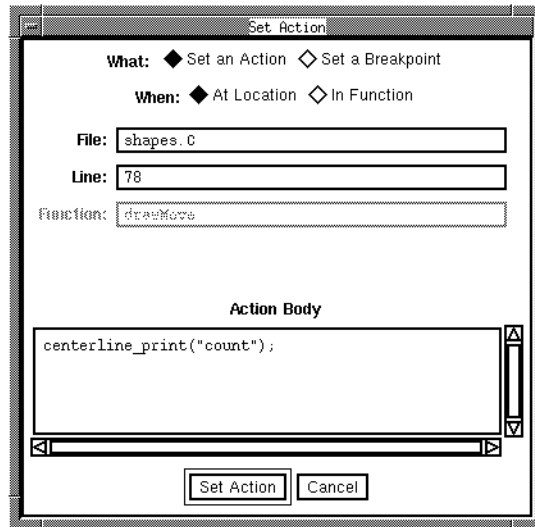 Set Action
What: Set an Action Set a Breakpoint
When: At Location In Function
File: shapes.C
Line: 78
Function: drawMove
Action Body
centerline_print("count");
Set Action Cancel